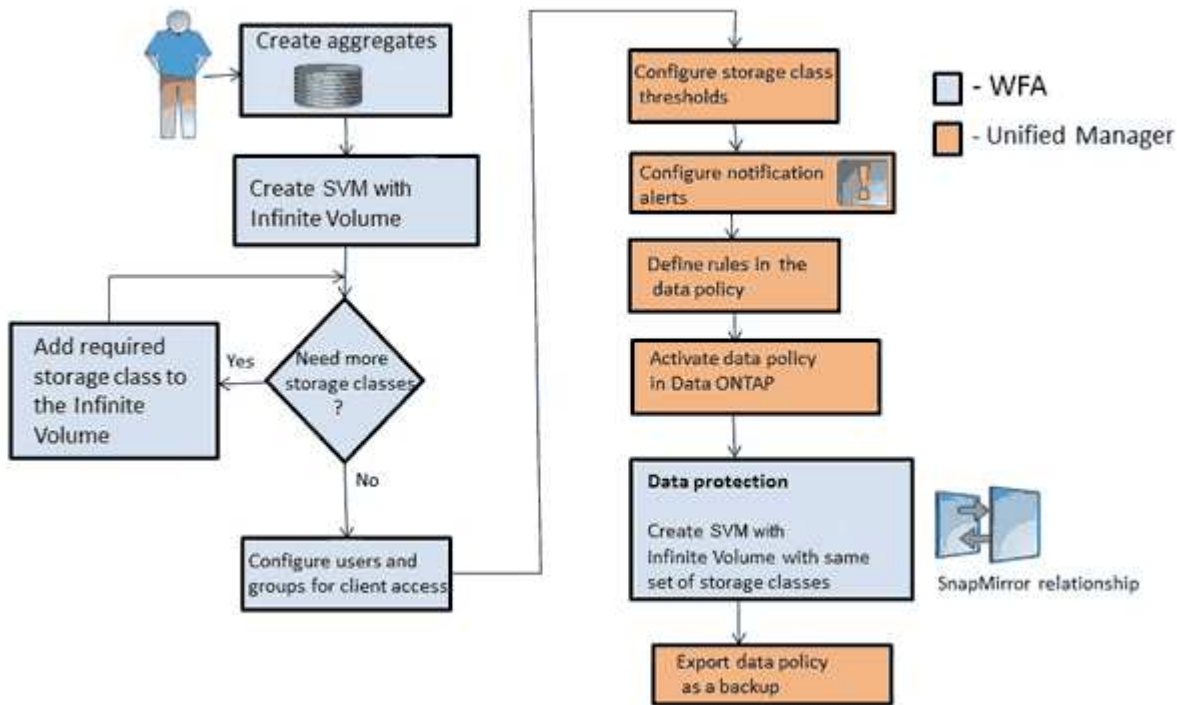 Create aggregates
Create SVM with
Infinite Volume
Need more
storage classes
?
Yes
Add required
storage class to
the Infinite
Volume
No
Configure users and
groups for client access
Configure storage class
thresholds
Configure notification
alerts
Define rules in the
data policy
Activate data policy
in Data ONTAP
Data protection
Create SVM with
Infinite Volume with same
set of storage classes
SnapMirror relationship
Export data policy
as a backup
- WFA
- Unified Manager